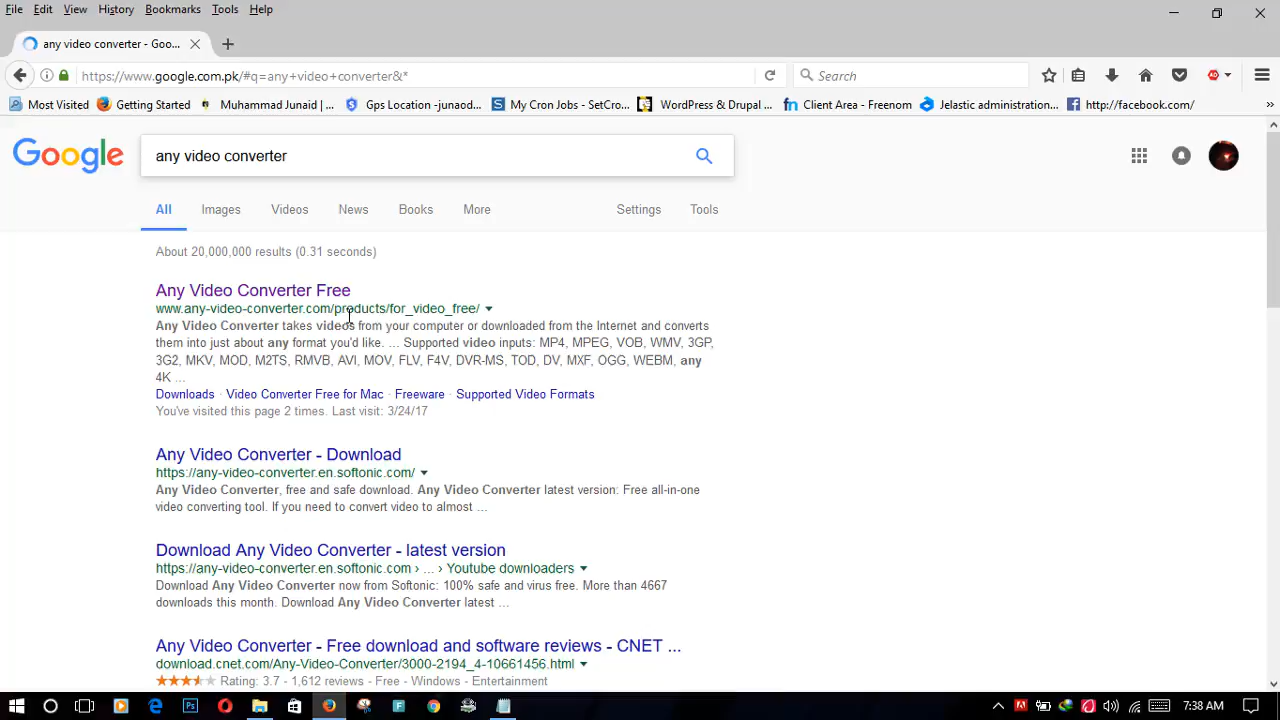 File Edit View History Bookmarks Tools Help
any video converter - Goo...
https://www.google.com.pk/#q=any+video+converter&*
Search
Most Visited Getting Started Muhammad Junaid | ... Gps Location -junaod... My Cron Jobs - SetCro... WordPress & Drupal ... Client Area - Freenom Jelastic administration... http://facebook.com/ »
Google
any video converter
All Images Videos News Books More Settings Tools
About 20,000,000 results (0.31 seconds)
Any Video Converter Free
www.any-video-converter.com/products/for_video_free/
Any Video Converter takes videos from your computer or downloaded from the Internet and converts
them into just about any format you'd like. ... Supported video inputs: MP4, MPEG, VOB, WMV, 3GP,
3G2, MKV, MOD, M2TS, RMVB, AVI, MOV, FLV, F4V, DVR-MS, TOD, DV, MXF, OGG, WEBM, any
4K ...
Downloads · Video Converter Free for Mac · Freeware · Supported Video Formats
You've visited this page 2 times. Last visit: 3/24/17
Any Video Converter - Download
https://any-video-converter.en.softonic.com/
Any Video Converter, free and safe download. Any Video Converter latest version: Free all-in-one
video converting tool. If you need to convert video to almost ...
Download Any Video Converter - latest version
https://any-video-converter.en.softonic.com › ... › Youtube downloaders
Download Any Video Converter now from Softonic: 100% safe and virus free. More than 4667
downloads this month. Download Any Video Converter latest ...
Any Video Converter - Free download and software reviews - CNET ...
download.cnet.com/Any-Video-Converter/3000-2194_4-10661456.html
Rating: 3.7 - 1,612 reviews - Free - Windows - Entertainment
7:38 AM